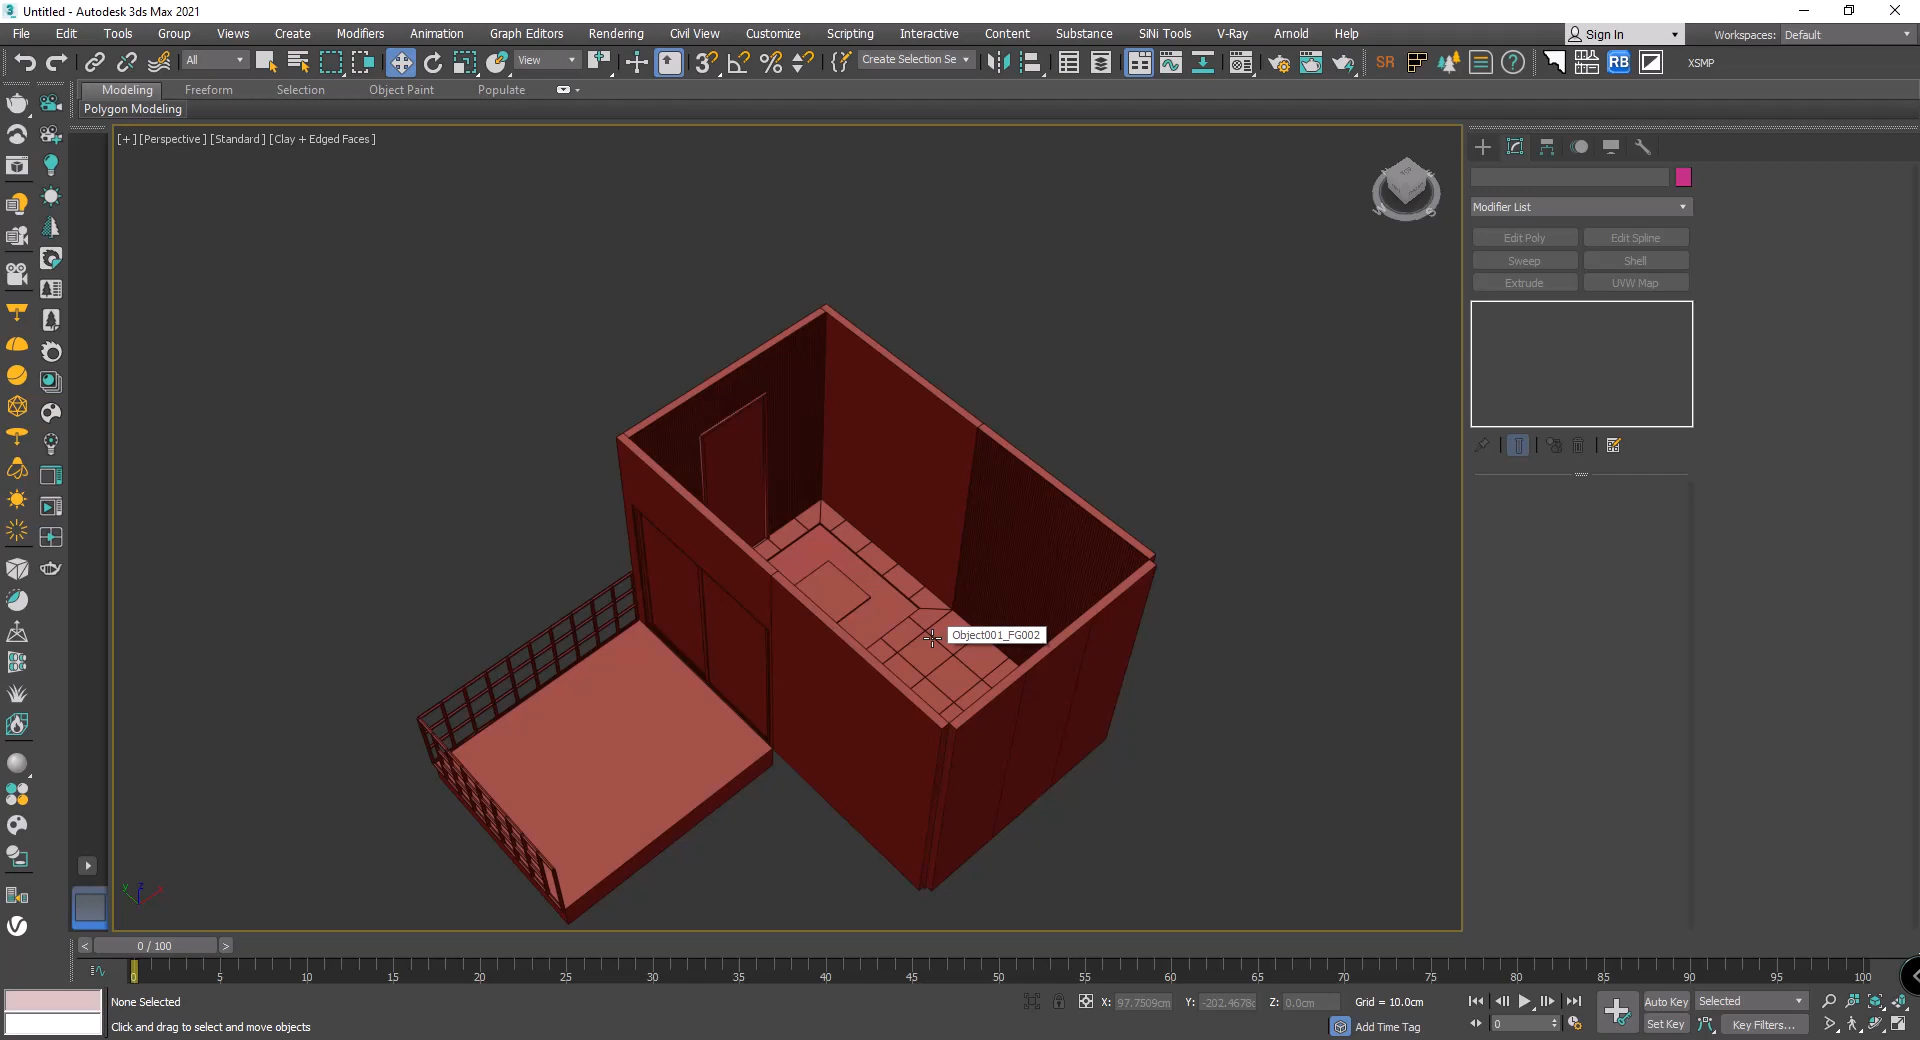 Untitled - Autodesk 3ds Max 2021
File Edit Tools Group Views Create Modifiers Animation Graph Editors Rendering Civil View Customize Scripting Interactive Content Substance SiNi Tools V-Ray Arnold Help Sign In Workspaces: Default
All View Create Selection Se SR RB XSMP
Modeling Freeform Selection Object Paint Populate
Polygon Modeling
[+] [Perspective ] [Standard ] [Clay + Edged Faces ]
Modifier List
Edit Poly Edit Spline
Sweep Shell
Extrude UVW Map
Object001_FG002
0 / 100
0 5 10 15 20 25 30 35 40 45 50 55 60 65 70 75 80 85 90 95 100
None Selected X: 97.7509cm Y: -202.4678c Z: 0.0cm Grid = 10.0cm Auto Key Selected
Click and drag to select and move objects Add Time Tag 0 Set Key Key Filters...